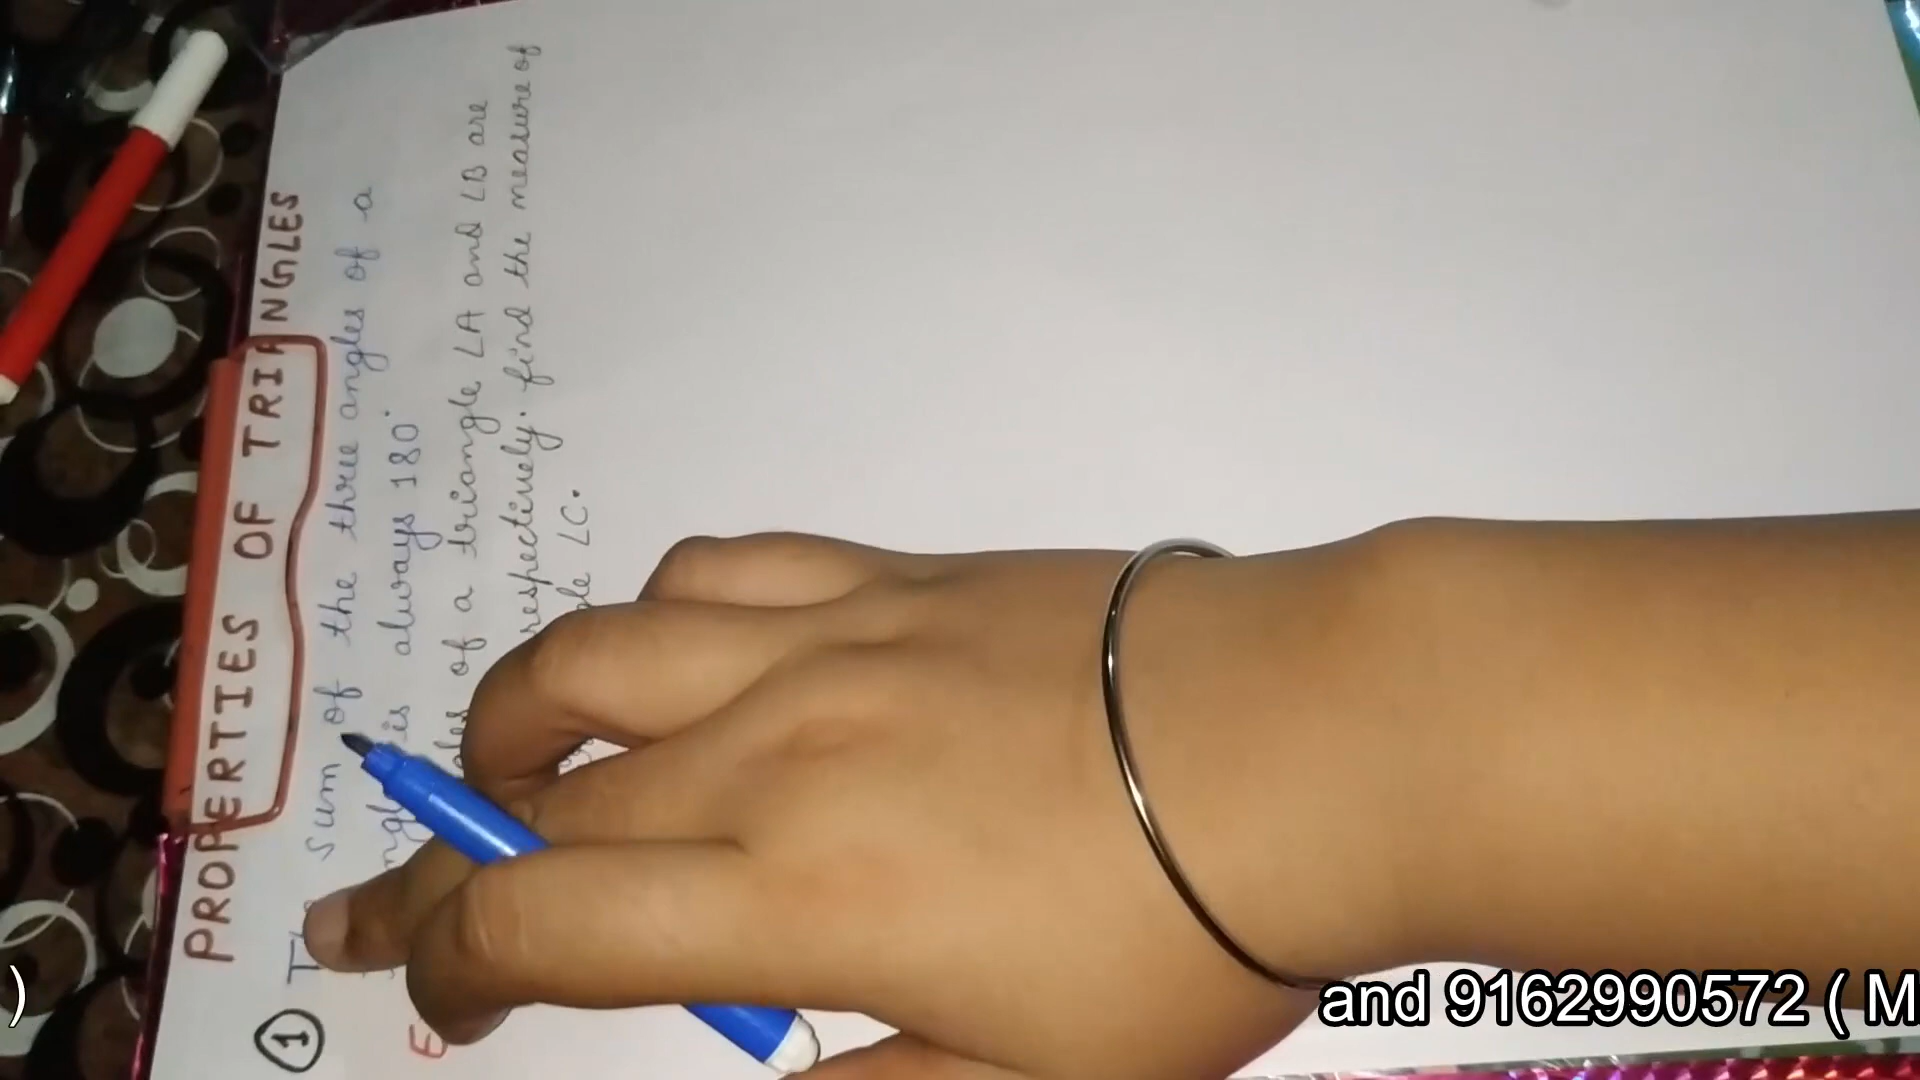 PROPERTIES OF TRIANGLES
1 sum of the three angles of a
is always 180°
of a triangle ∠A and ∠B are
respectively. find the measure of
∠C.
)
and 9162990572 ( M